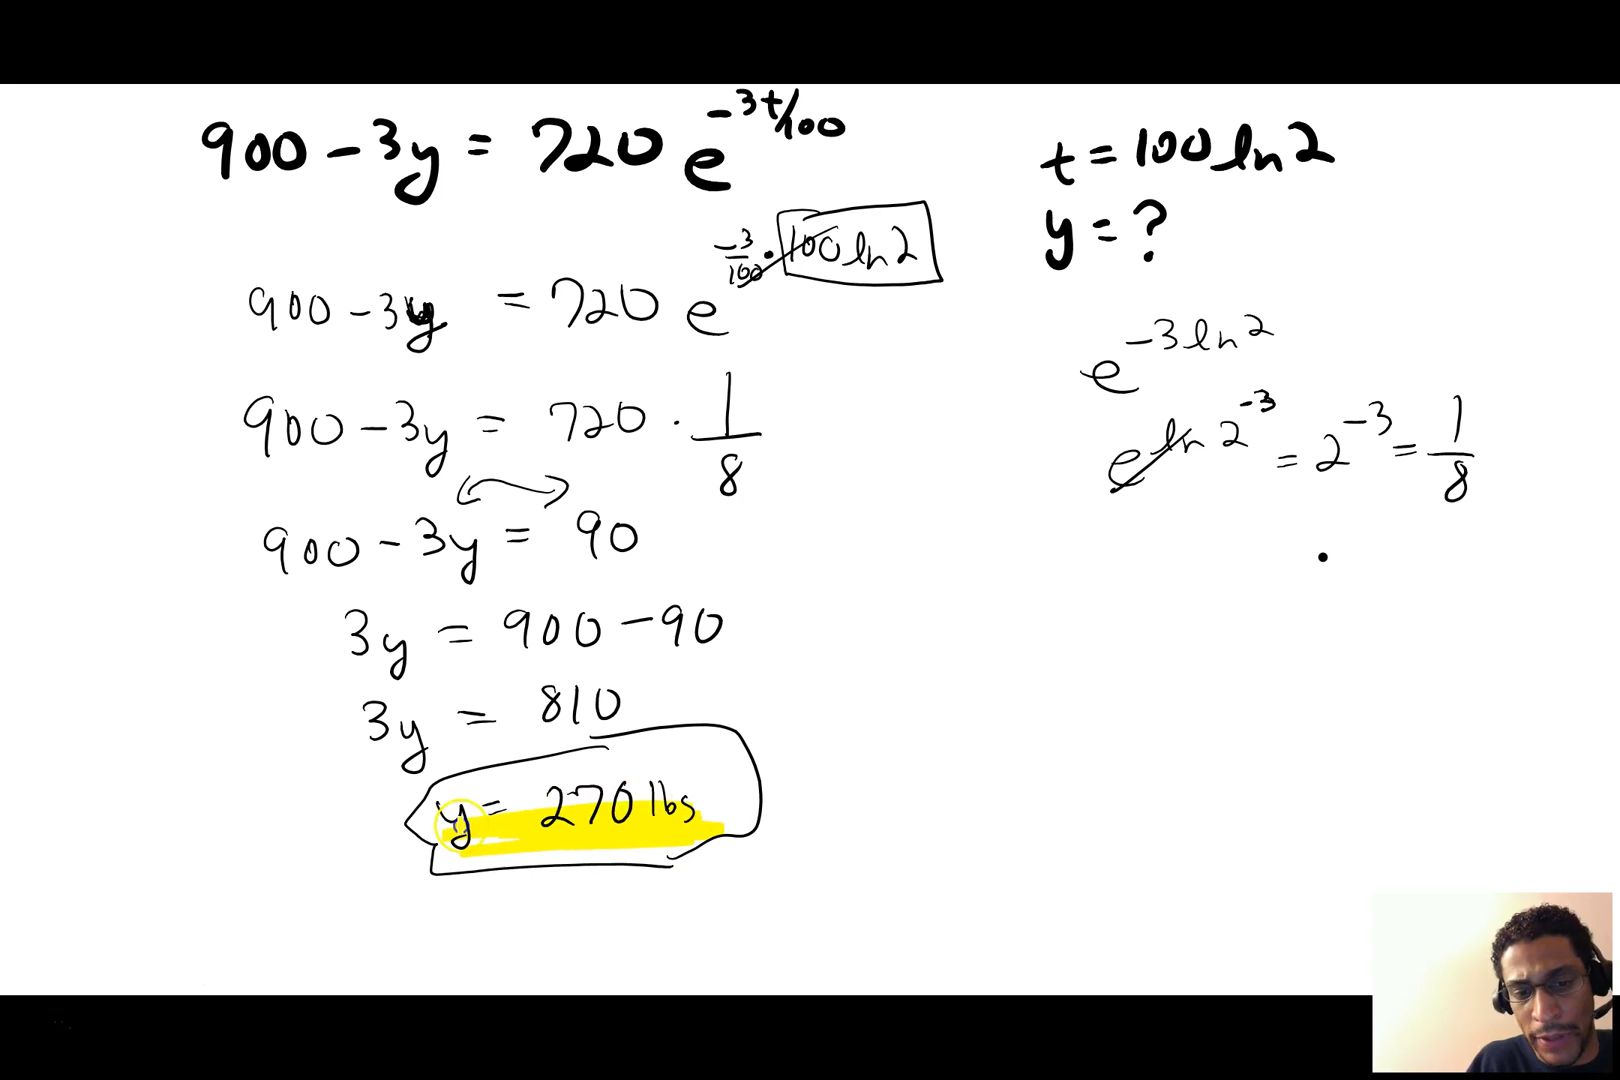 900 - 3y = 720 e^{-3t/100}
t = 100 ln 2
y = ?
900 - 3y = 720 e^{-3/100 · 100 ln 2}
e^{-3 ln 2}
900 - 3y = 720 · 1/8
e^{ln 2^{-3}} = 2^{-3} = 1/8
900 - 3y = 90
3y = 900 - 90
3y = 810
y = 270 lbs